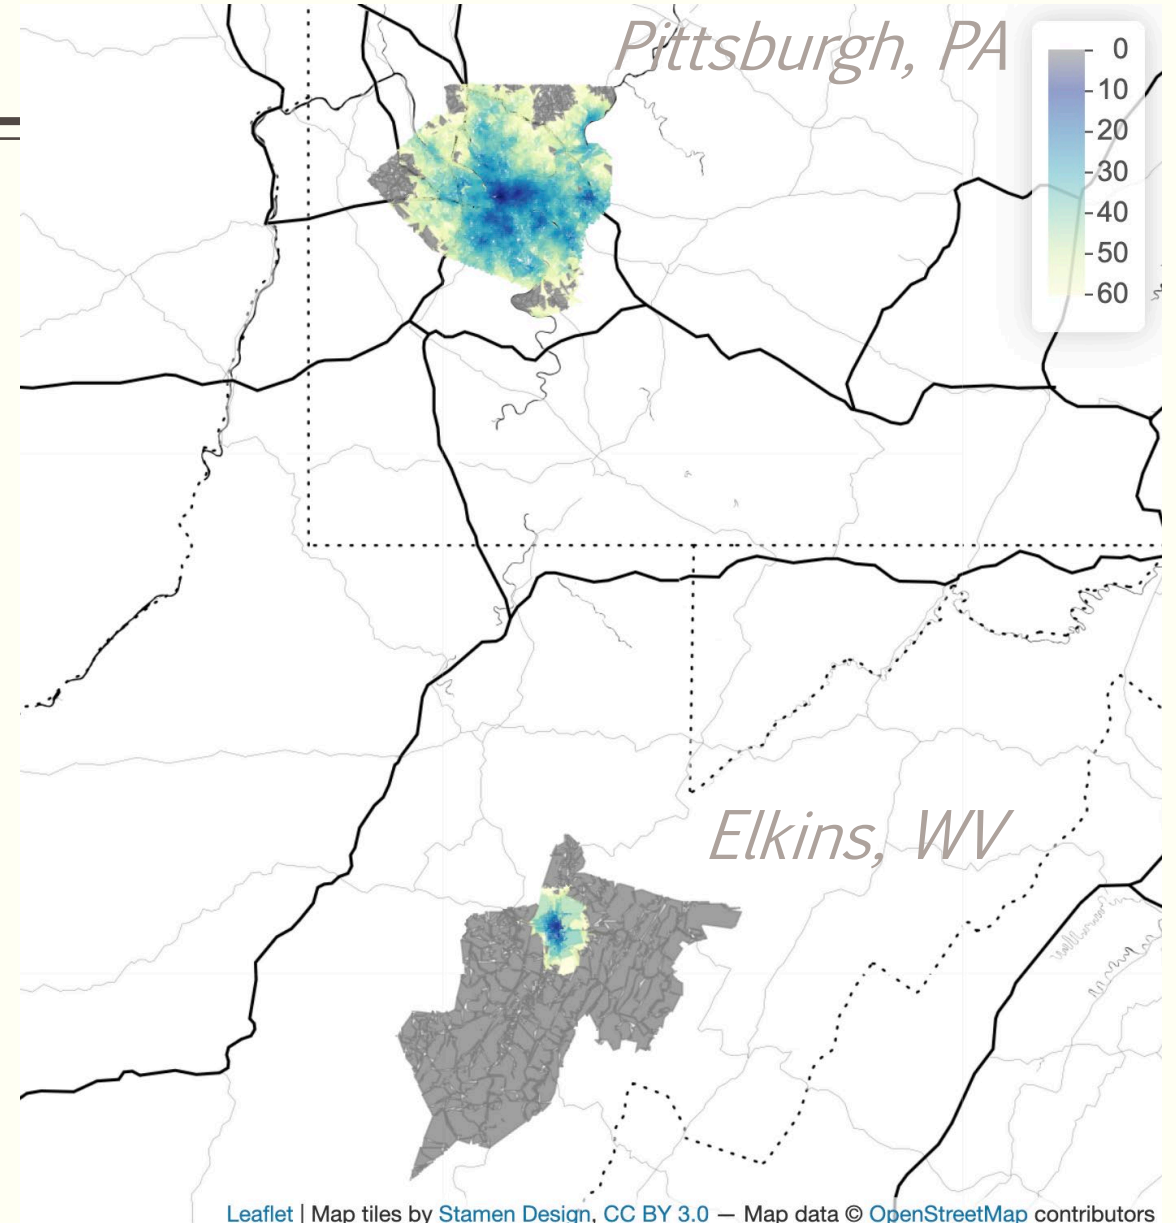 Pittsburgh, PA
0
10
20
30
40
50
60
Elkins, WV
Leaflet | Map tiles by Stamen Design, CC BY 3.0 — Map data © OpenStreetMap contributors